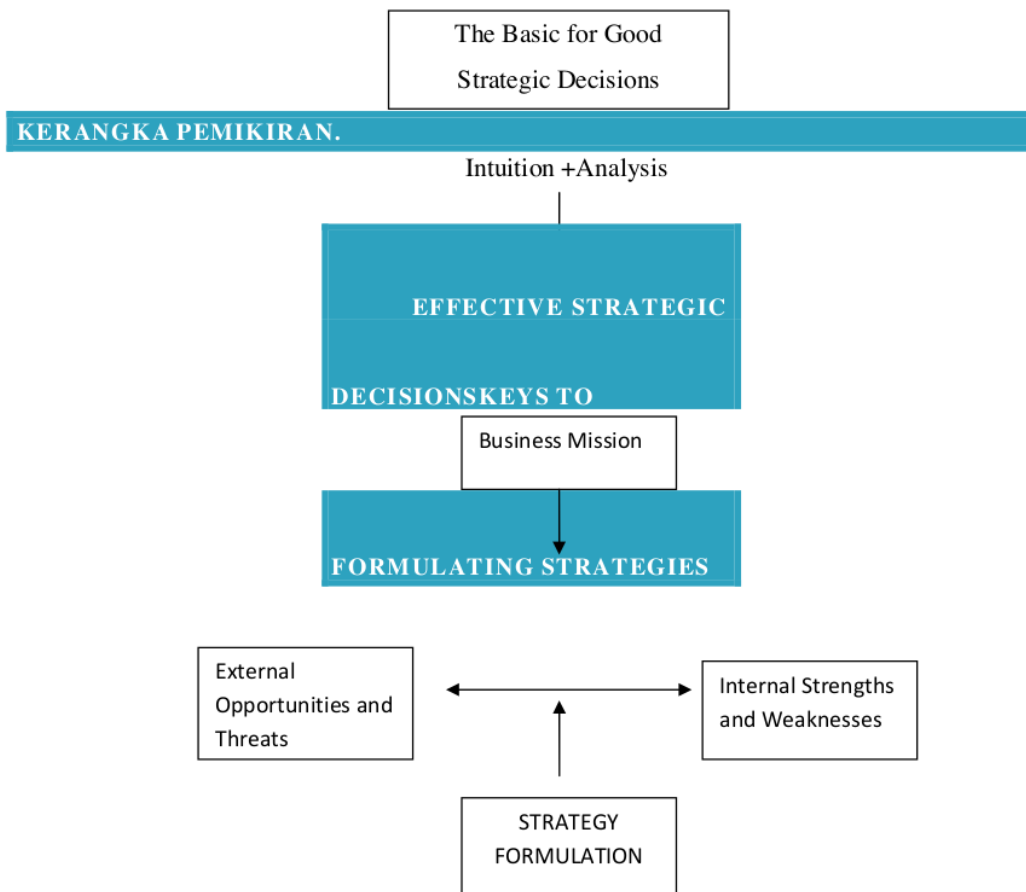 The Basic for Good
Strategic Decisions
KERANGKA PEMIKIRAN.
Intuition +Analysis
EFFECTIVE STRATEGIC
DECISIONSKEYS TO
Business Mission
FORMULATING STRATEGIES
External
Opportunities and
Threats
Internal Strengths
and Weaknesses
STRATEGY
FORMULATION